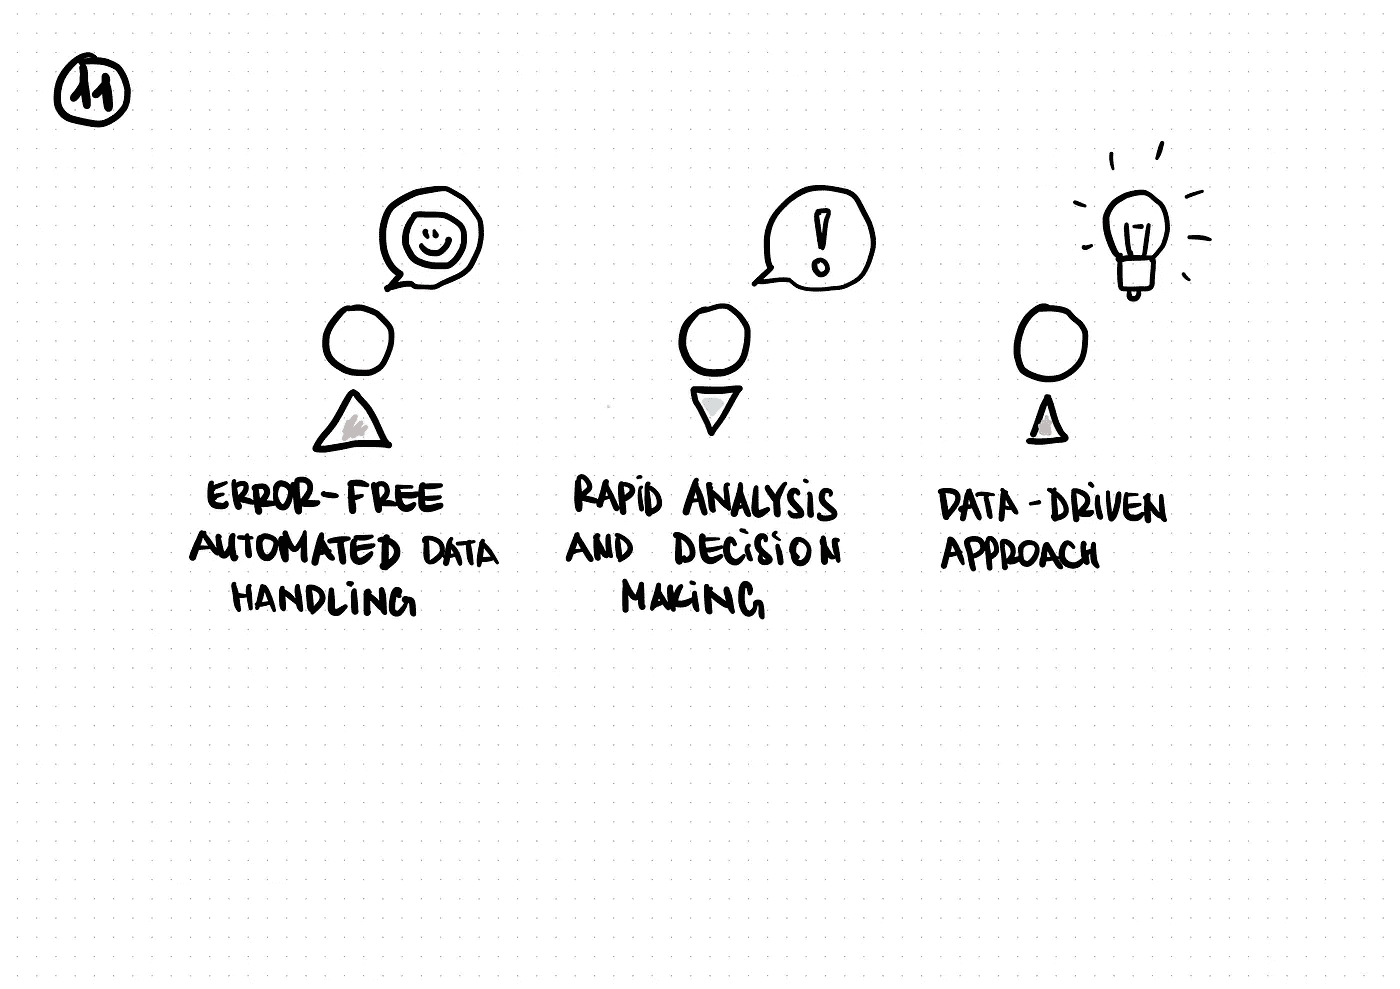 11
ERROR-FREE
AUTOMATED DATA
HANDLING
RAPiD ANALYSiS
AND DECiSiON
MAKiNG
DATA-DRiVEN
APPROACH